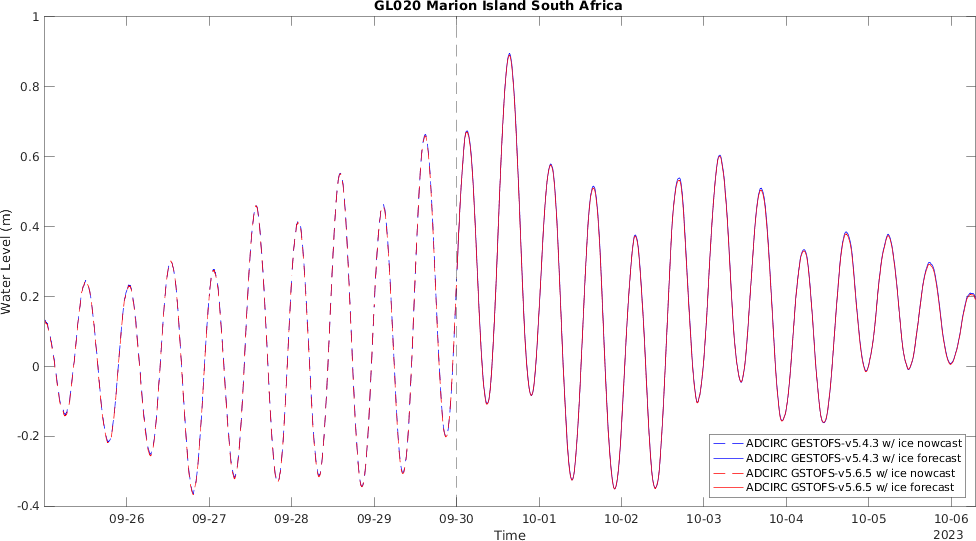 GL020 Marion Island South Africa
1
0.8
0.6
0.4
0.2
0
-0.2
-0.4
Water Level (m)
ADCIRC GESTOFS-v5.4.3 w/ ice nowcast
ADCIRC GESTOFS-v5.4.3 w/ ice forecast
ADCIRC GSTOFS-v5.6.5 w/ ice nowcast
ADCIRC GSTOFS-v5.6.5 w/ ice forecast
09-26 09-27 09-28 09-29 09-30 10-01 10-02 10-03 10-04 10-05 10-06
Time 2023